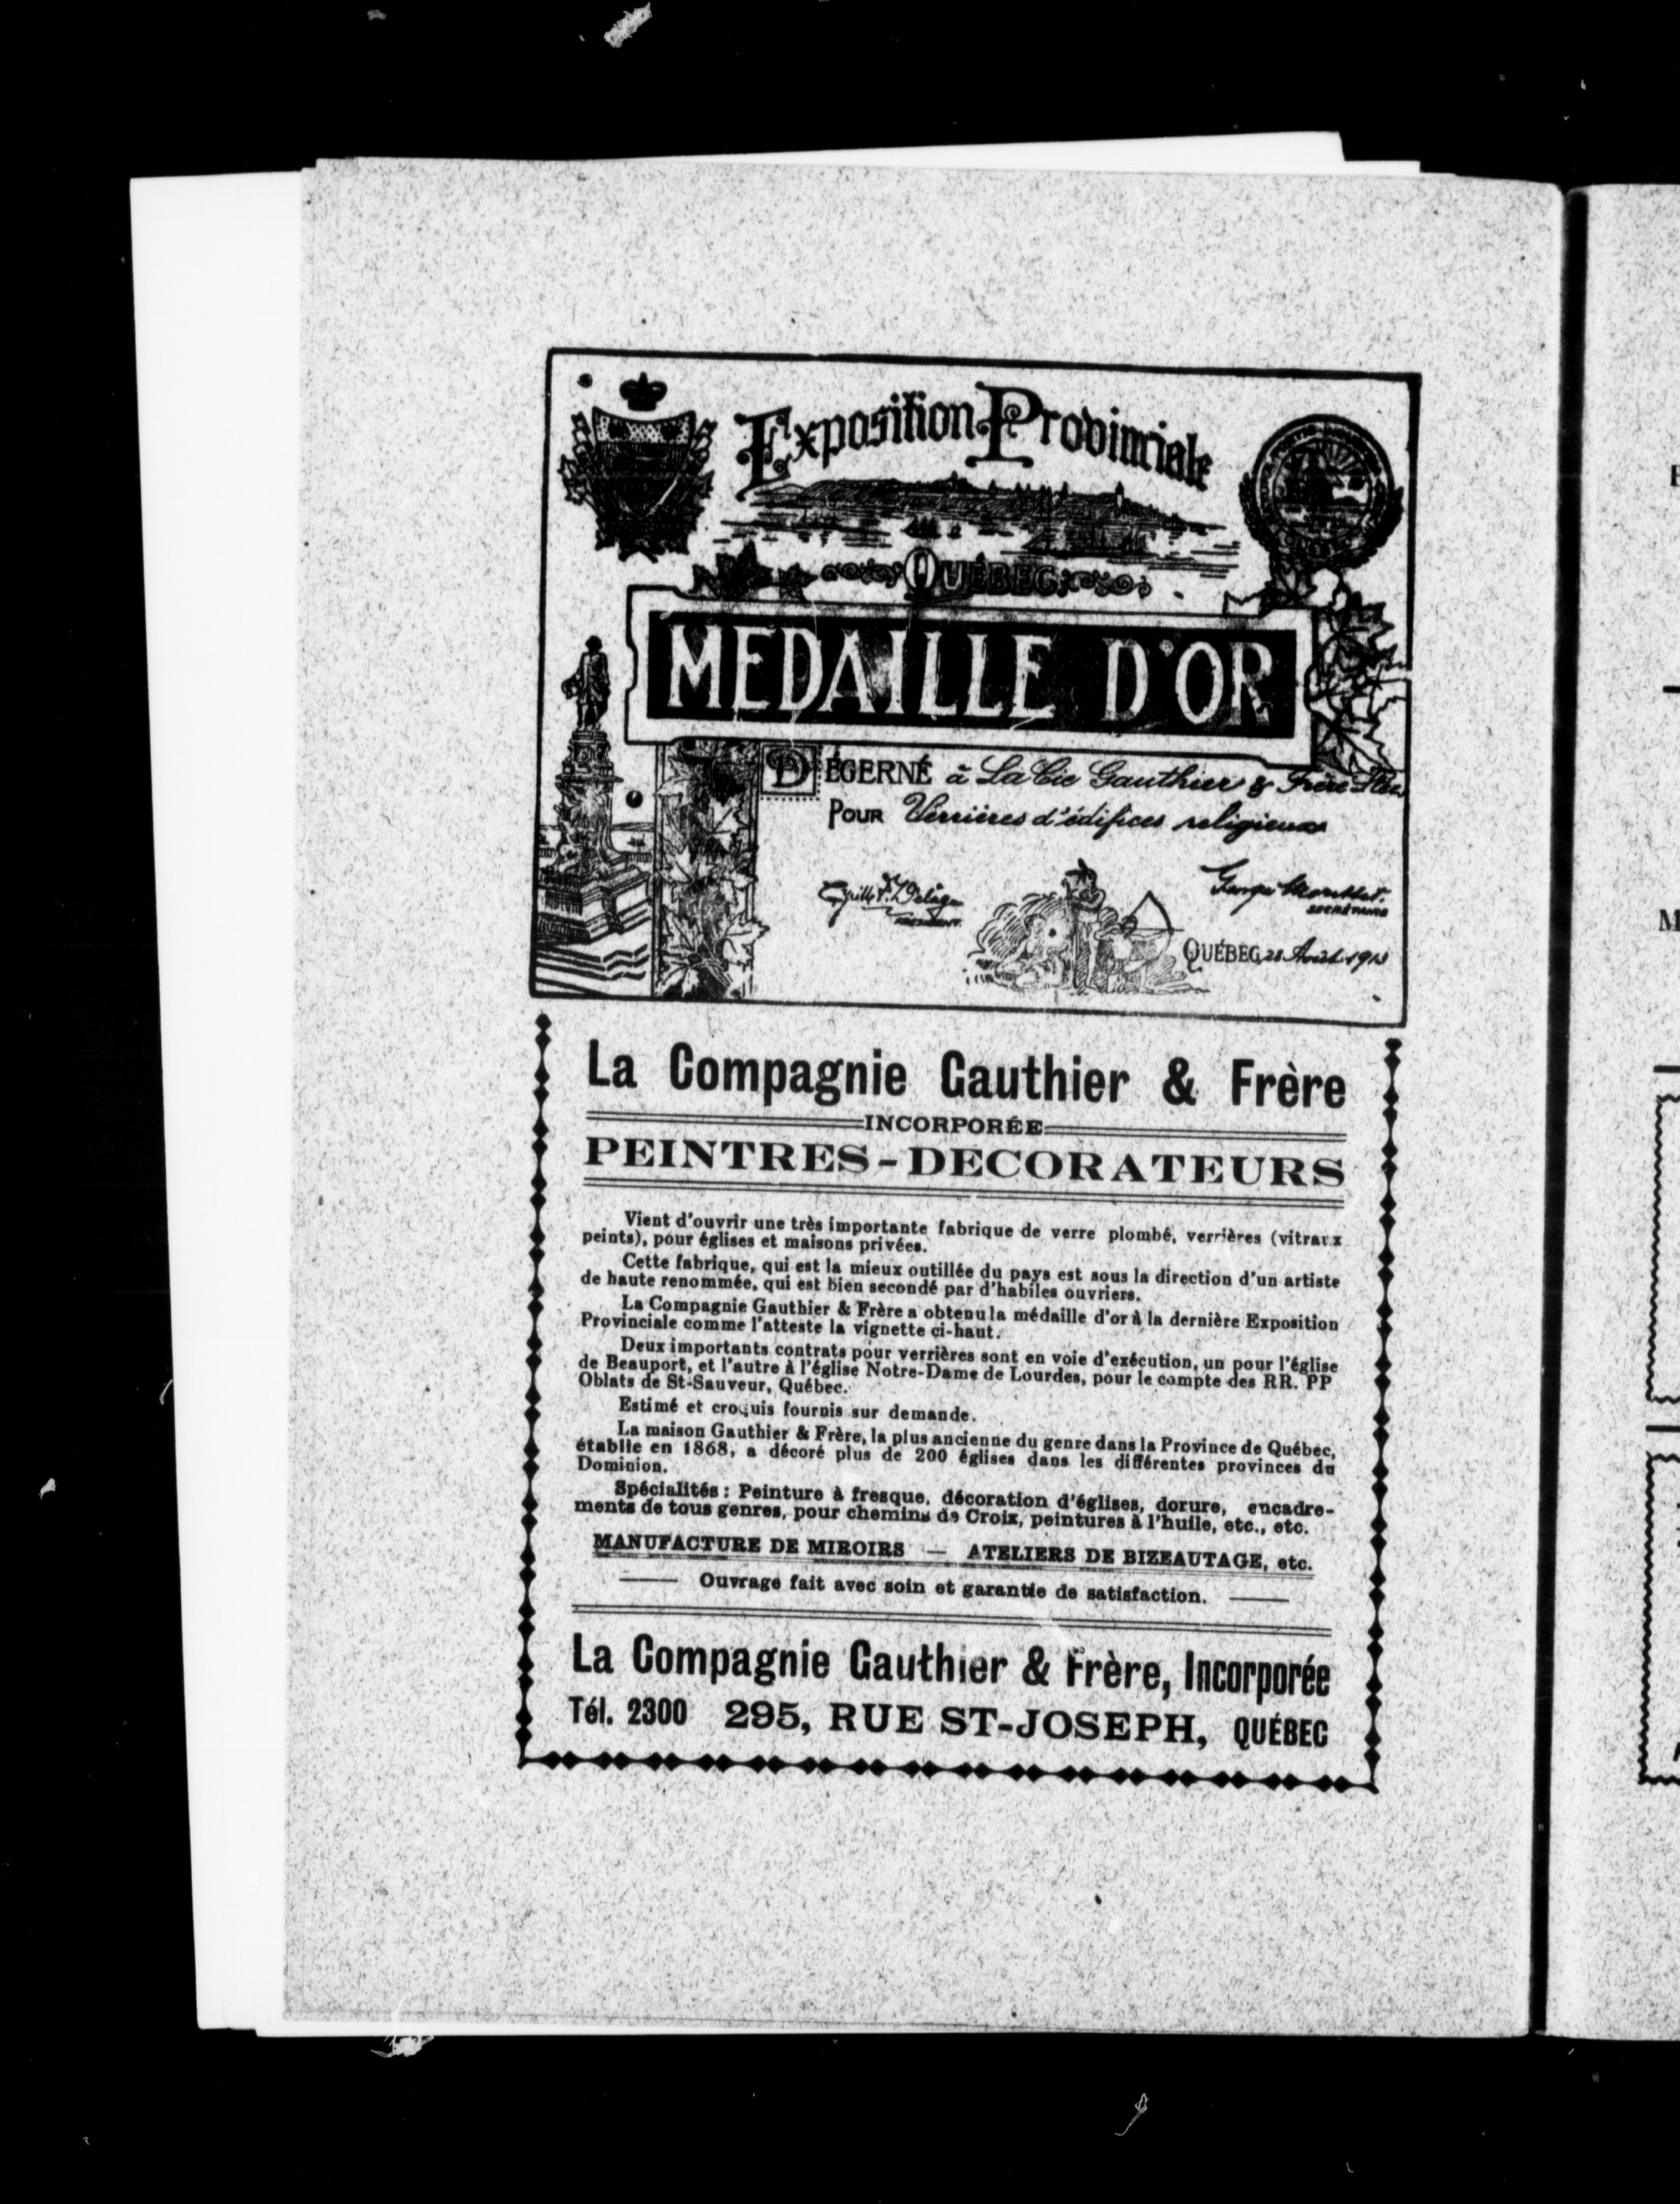 Exposition Provinciale
QUÉBEC
MEDAILLE D'OR
DÉCERNÉ à La Cie Gauthier & Frère
POUR Verrières d'édifices religieux
PRÉSIDENT
SECRÉTAIRE
QUÉBEC, 28 Août 1913
La Compagnie Gauthier & Frère
INCORPORÉE
PEINTRES-DECORATEURS
Vient d'ouvrir une très importante fabrique de verre plombé, verrières (vitraux
peints), pour églises et maisons privées.
Cette fabrique, qui est la mieux outillée du pays est sous la direction d'un artiste
de haute renommée, qui est bien secondé par d'habiles ouvriers.
La Compagnie Gauthier & Frère a obtenu la médaille d'or à la dernière Exposition
Provinciale comme l'atteste la vignette ci-haut.
Deux importants contrats pour verrières sont en voie d'exécution, un pour l'église
de Beauport, et l'autre à l'église Notre-Dame de Lourdes, pour le compte des RR. PP
Oblats de St-Sauveur, Québec.
Estimé et croquis fournis sur demande.
La maison Gauthier & Frère, la plus ancienne du genre dans la Province de Québec,
établie en 1868, a décoré plus de 200 églises dans les différentes provinces du
Dominion.
Spécialités : Peinture à fresque, décoration d'églises, dorure, encadre-
ments de tous genres, pour chemins de Croix, peintures à l'huile, etc., etc.
MANUFACTURE DE MIROIRS — ATELIERS DE BIZEAUTAGE, etc.
Ouvrage fait avec soin et garantie de satisfaction.
La Compagnie Gauthier & Frère, Incorporée
Tél. 2300 295, RUE ST-JOSEPH, QUÉBEC